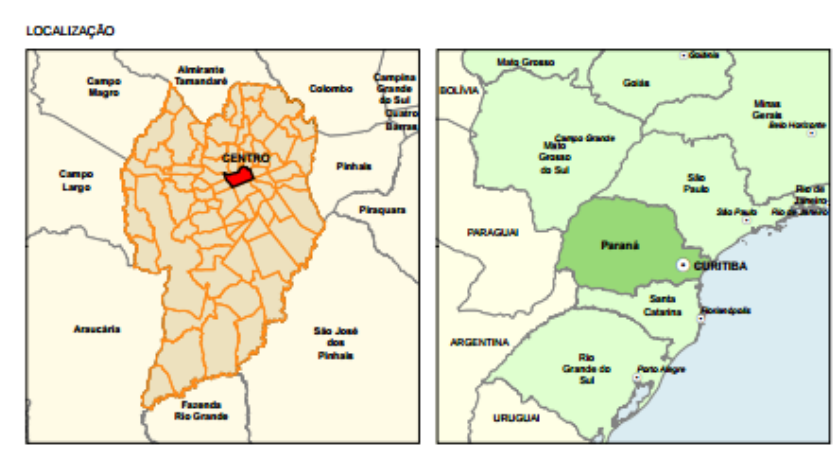 LOCALIZAÇÃO
Almirante
Tamandaré
Campo
Magro
Colombo
Campina
Grande
do Sul
Quatro
Barras
CENTRO
Campo
Largo
Pinhais
Piraquara
Araucária
São José
dos
Pinhais
Fazenda
Rio Grande
Mato Grosso
Goiânia
Goiás
BOLÍVIA
Minas
Gerais
Belo Horizonte
Campo Grande
Mato
Grosso
do Sul
São
Paulo
Rio de
Janeiro
São Paulo
Rio de Janeiro
PARAGUAI
Paraná
CURITIBA
Santa
Catarina
Florianópolis
ARGENTINA
Rio
Grande do
Sul
Porto Alegre
URUGUAI